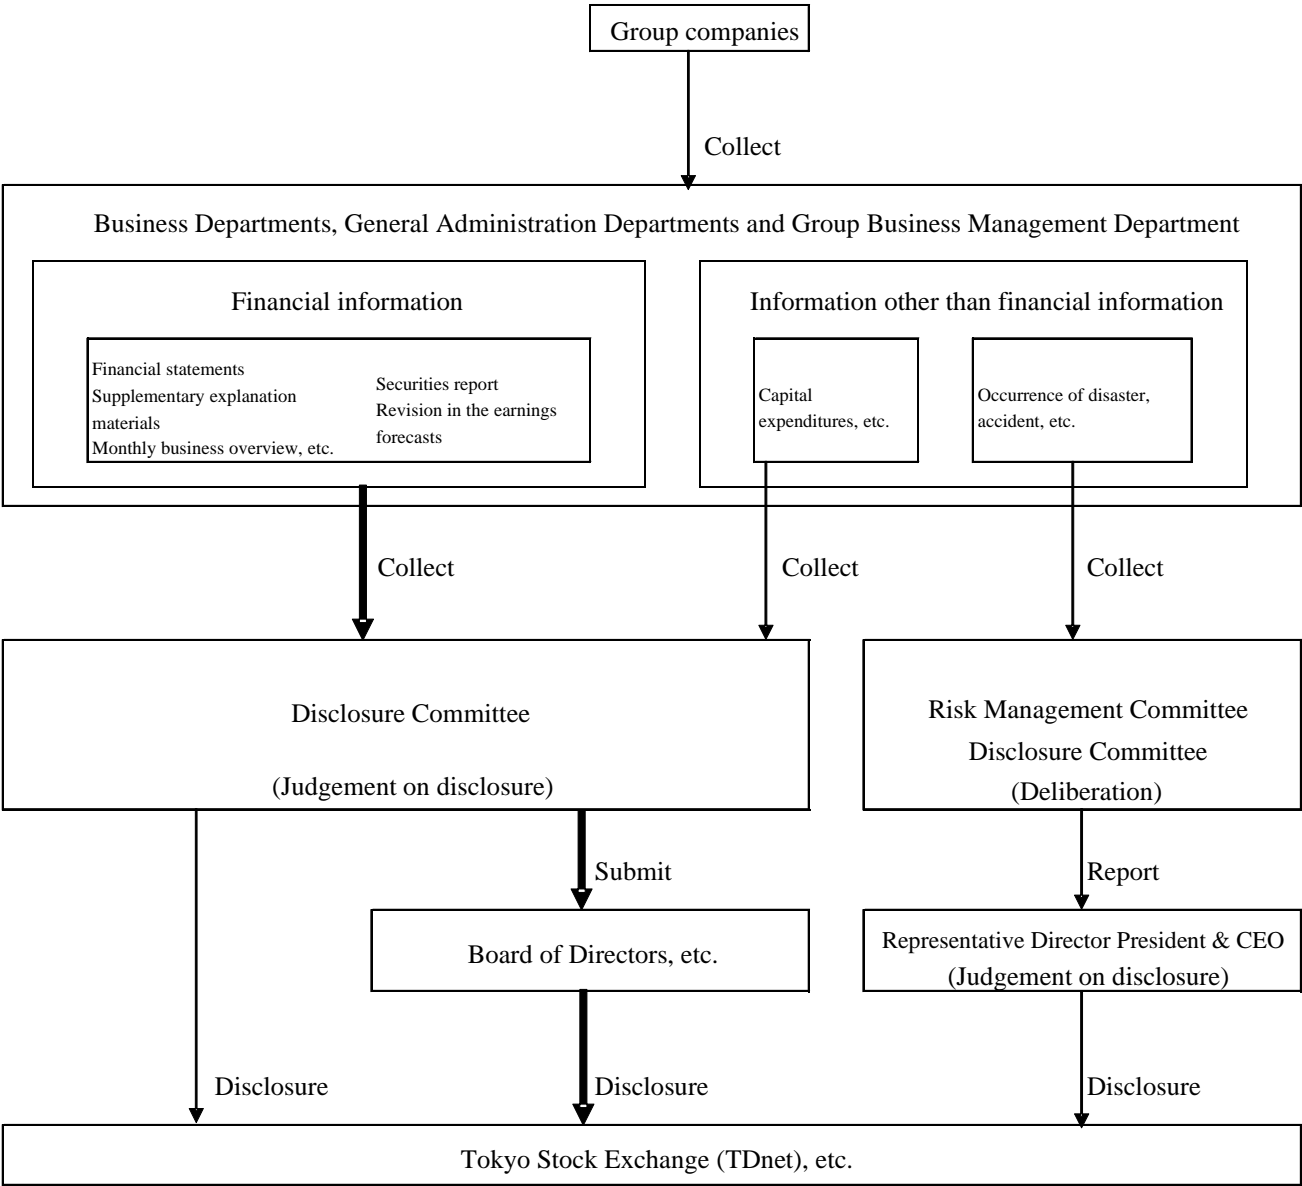 Group companies
Collect
Business Departments, General Administration Departments and Group Business Management Department
Financial information
Financial statements
Supplementary explanation
materials
Monthly business overview, etc.
Securities report
Revision in the earnings
forecasts
Information other than financial information
Capital
expenditures, etc.
Occurrence of disaster,
accident, etc.
Collect
Collect
Collect
Disclosure Committee
(Judgement on disclosure)
Risk Management Committee
Disclosure Committee
(Deliberation)
Submit
Report
Board of Directors, etc.
Representative Director President & CEO
(Judgement on disclosure)
Disclosure
Disclosure
Disclosure
Tokyo Stock Exchange (TDnet), etc.